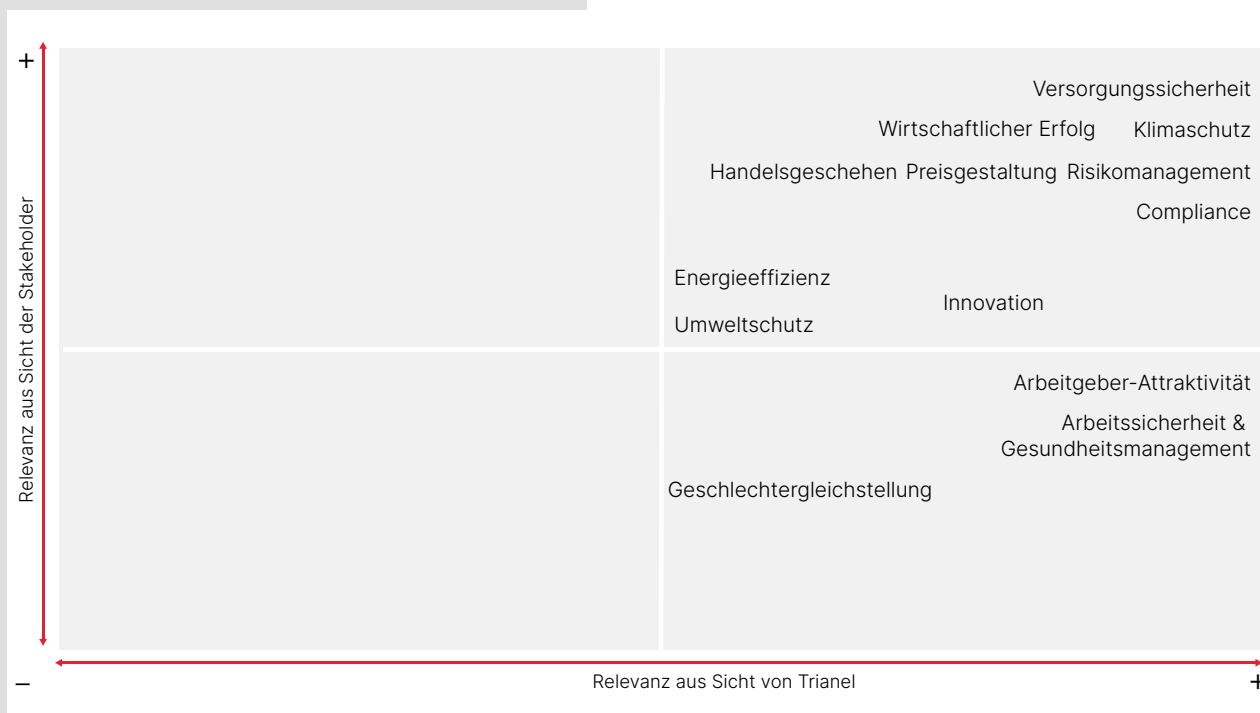 +
Versorgungssicherheit
Wirtschaftlicher Erfolg Klimaschutz
Handelsgeschehen Preisgestaltung Risikomanagement
Compliance
Energieeffizienz
Innovation
Umweltschutz
Arbeitgeber-Attraktivität
Arbeitssicherheit &
Gesundheitsmanagement
Geschlechtergleichstellung
Relevanz aus Sicht der Stakeholder
–
Relevanz aus Sicht von Trianel
+